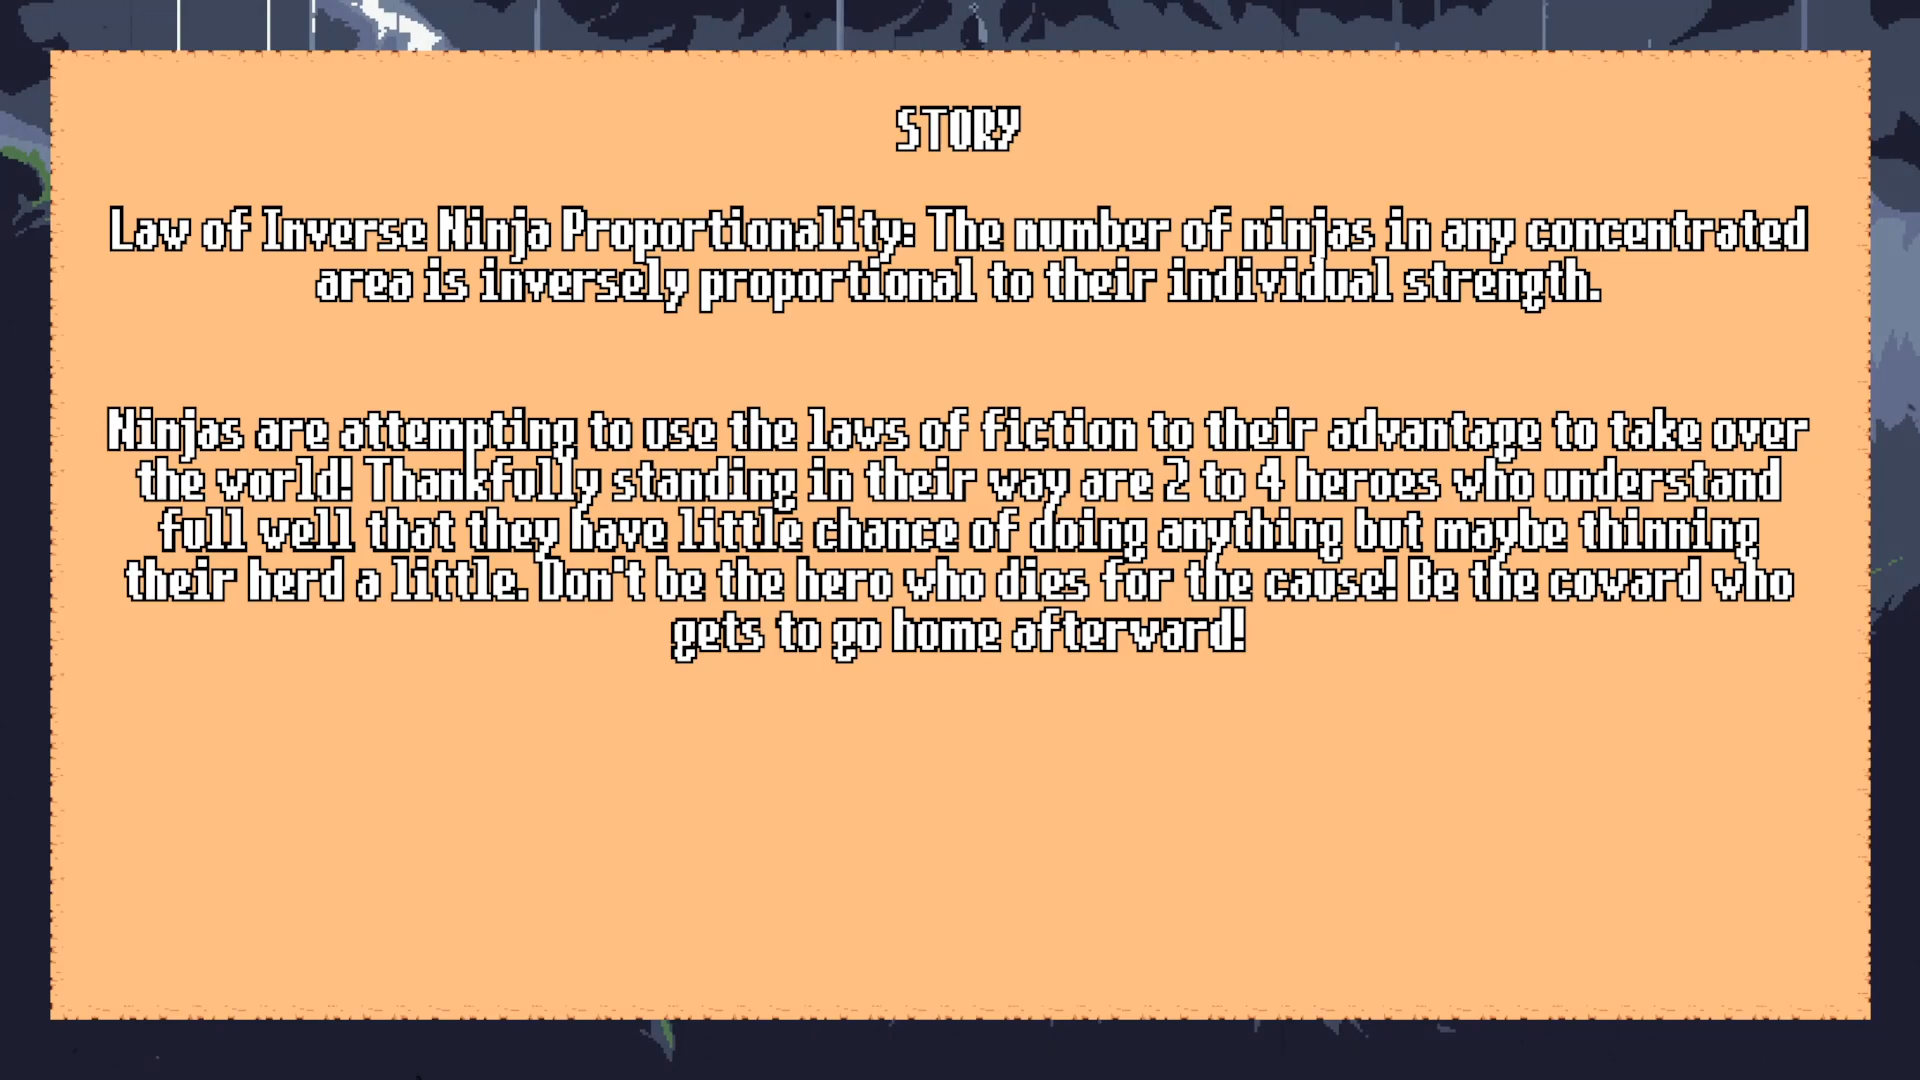 STORY
Law of Inverse Ninja Proportionality: The number of ninjas in any concentrated
area is inversely proportional to their individual strength.
Ninjas are attempting to use the laws of fiction to their advantage to take over
the world! Thankfully standing in their way are 2 to 4 heroes who understand
full well that they have little chance of doing anything but maybe thinning
their herd a little. Don't be the hero who dies for the cause! Be the coward who
gets to go home afterward!